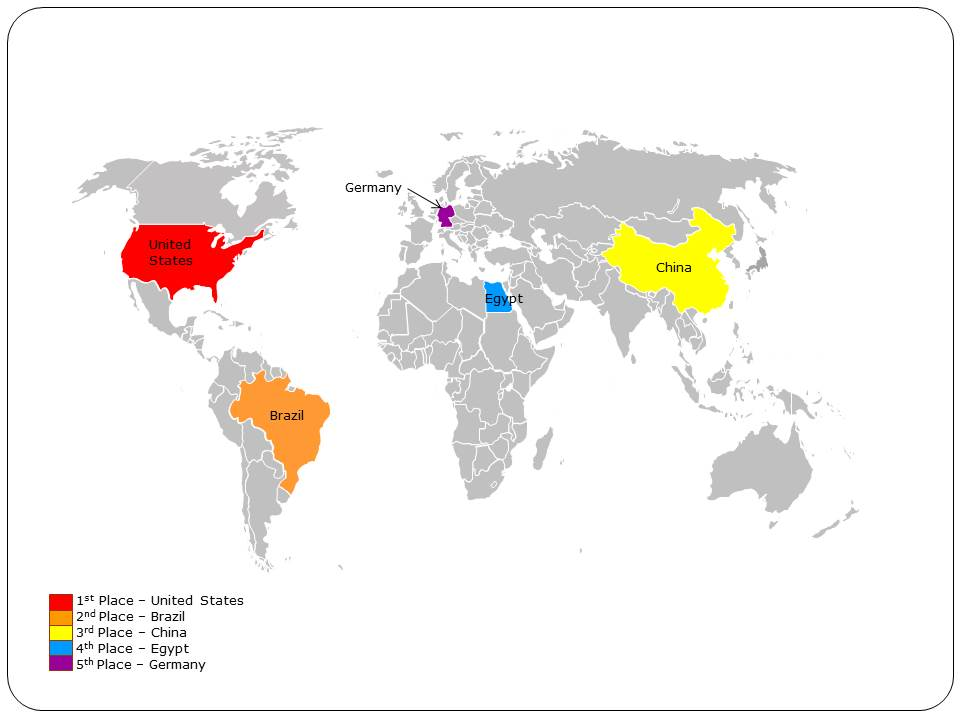 Germany
United
States
China
Egypt
Brazil
1st Place – United States
2nd Place – Brazil
3rd Place – China
4th Place – Egypt
5th Place – Germany